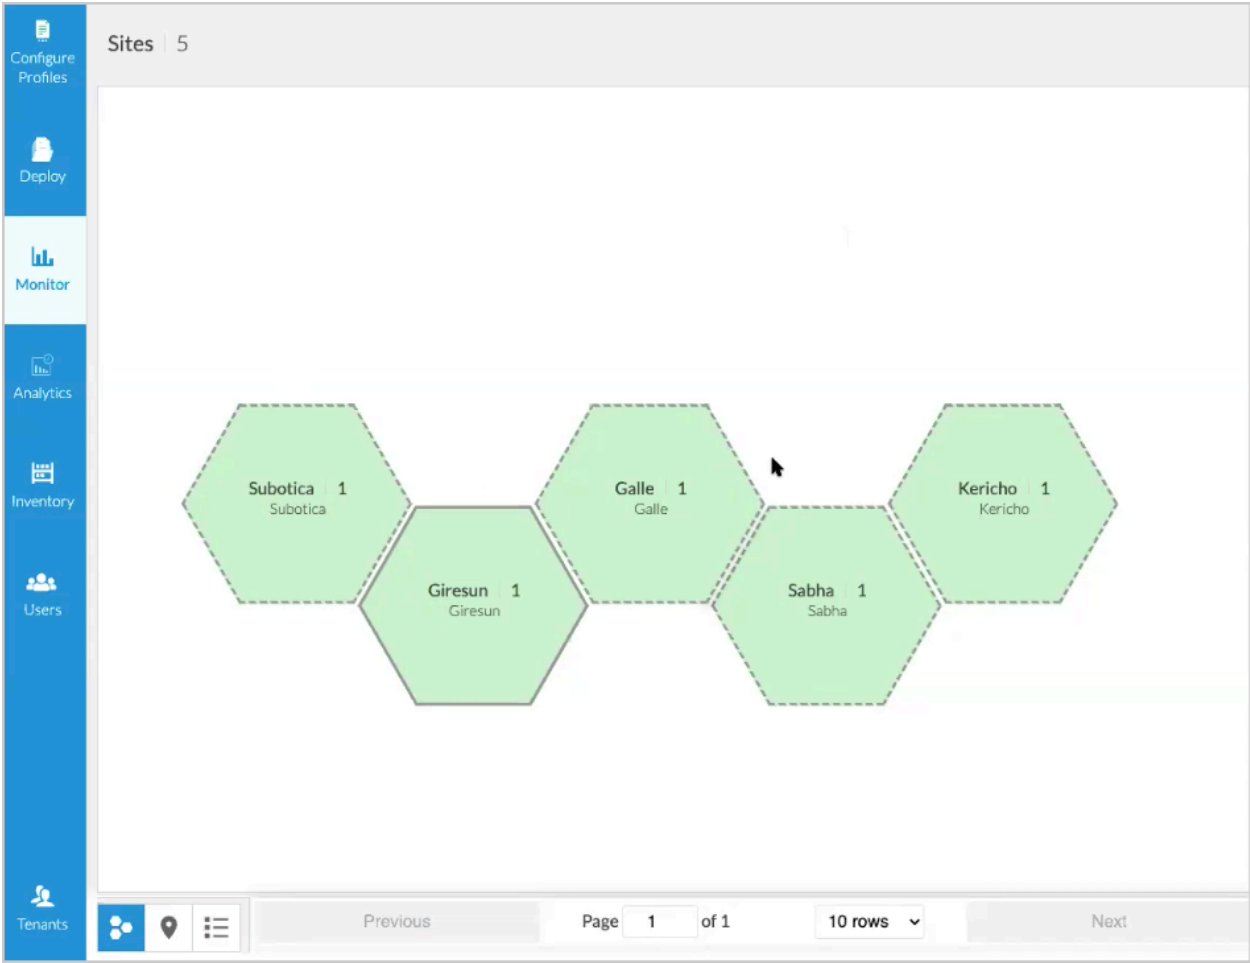 Configure
Profiles
Deploy
Monitor
Analytics
Inventory
Users
Tenants
Sites 5
Subotica 1
Subotica
Giresun 1
Giresun
Galle 1
Galle
Sabha 1
Sabha
Kericho 1
Kericho
Previous
Page 1 of 1
10 rows
Next